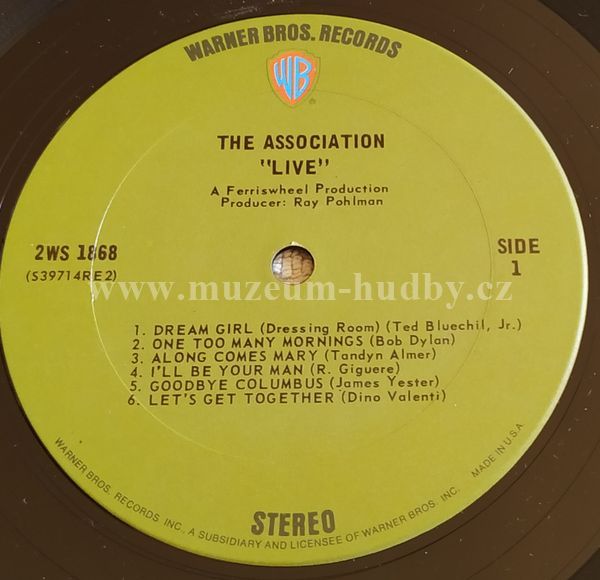 WARNER BROS. RECORDS
WB
®
THE ASSOCIATION
"LIVE"
A Ferriswheel Production
Producer: Ray Pohlman
2WS 1868
(S39714RE2)
SIDE
1
www.muzeum-hudby.cz
1. DREAM GIRL (Dressing Room) (Ted Bluechil, Jr.)
2. ONE TOO MANY MORNINGS (Bob Dylan)
3. ALONG COMES MARY (Tandyn Almer)
4. I'LL BE YOUR MAN (R. Giguere)
5. GOODBYE COLUMBUS (James Yester)
6. LET'S GET TOGETHER (Dino Valenti)
STEREO
WARNER BROS. RECORDS INC. A SUBSIDIARY AND LICENSEE OF WARNER BROS. INC.
MADE IN U.S.A.